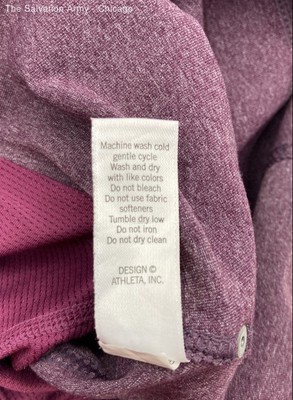 The Salvation Army - Chicago
Machine wash cold
gentle cycle
Wash and dry
with like colors
Do not bleach
Do not use fabric
softeners
Tumble dry low
Do not iron
Do not dry clean
DESIGN ©
ATHLETA, INC.